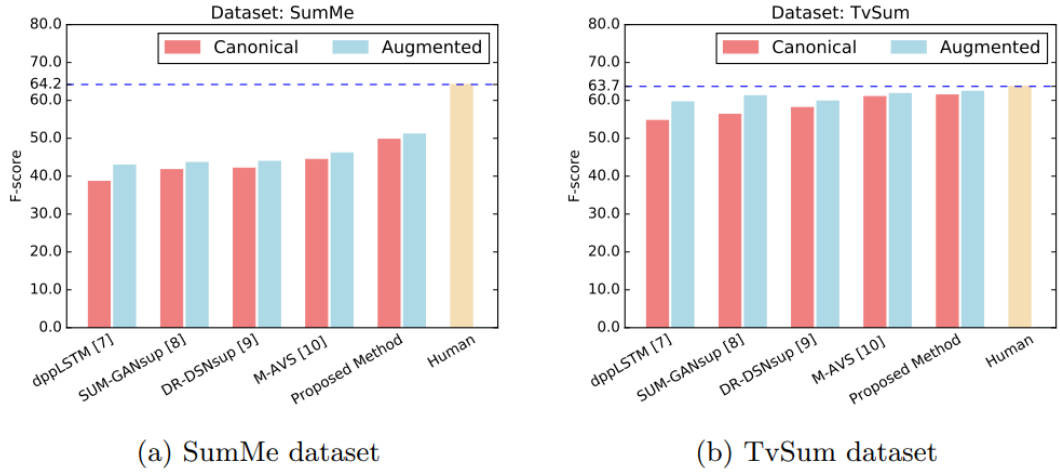 Dataset: SumMe
80.0
Canonical
Augmented
70.0
64.2
60.0
50.0
40.0
30.0
20.0
10.0
0.0
F-score
dppLSTM [7]
SUM-GANsup [8]
DR-DSNsup [9]
M-AVS [10]
Proposed Method
Human
(a) SumMe dataset
Dataset: TvSum
80.0
Canonical
Augmented
70.0
63.7
60.0
50.0
40.0
30.0
20.0
10.0
0.0
F-score
dppLSTM [7]
SUM-GANsup [8]
DR-DSNsup [9]
M-AVS [10]
Proposed Method
Human
(b) TvSum dataset